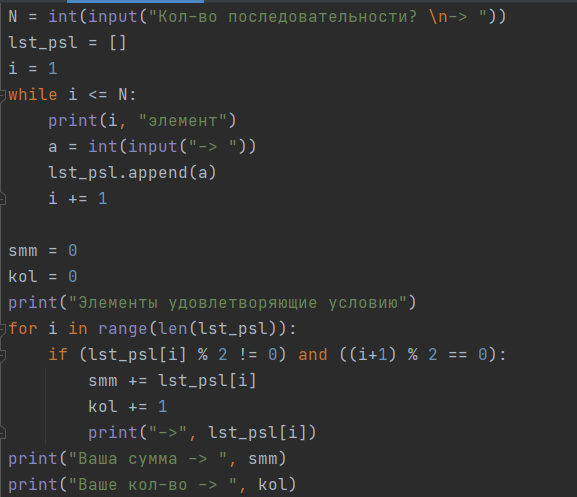 N = int(input("Кол-во последовательности? \n-> "))
lst_psl = []
i = 1
while i <= N:
    print(i, "элемент")
    a = int(input("-> "))
    lst_psl.append(a)
    i += 1

smm = 0
kol = 0
print("Элементы удовлетворяющие условию")
for i in range(len(lst_psl)):
    if (lst_psl[i] % 2 != 0) and ((i+1) % 2 == 0):
        smm += lst_psl[i]
        kol += 1
        print("->", lst_psl[i])
print("Ваша сумма -> ", smm)
print("Ваше кол-во -> ", kol)